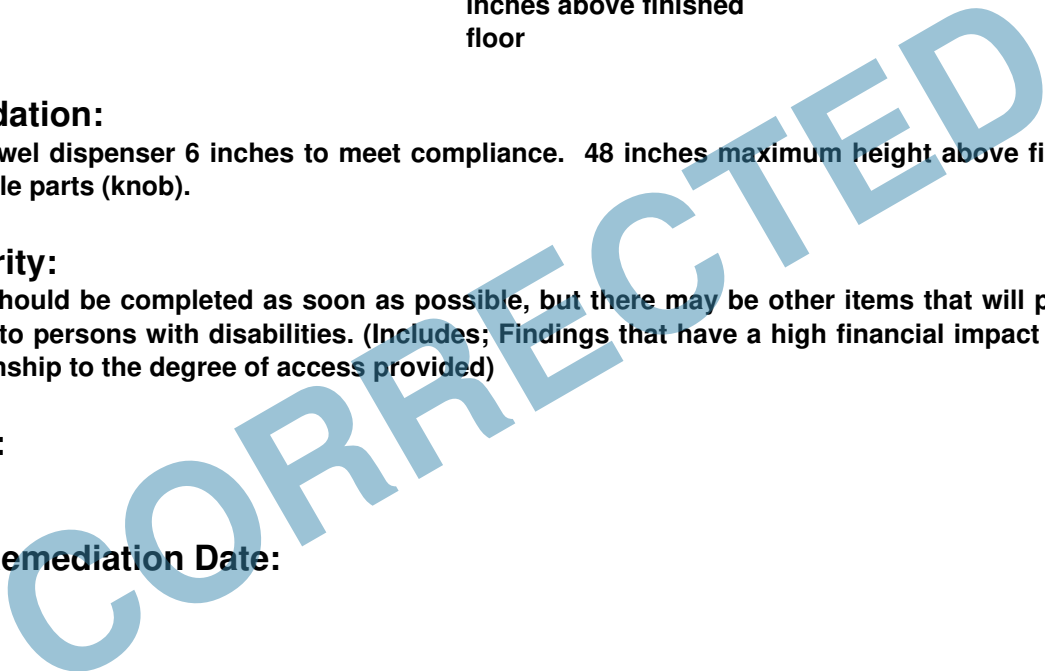 inches above finished
floor
dation:
wel dispenser 6 inches to meet compliance. 48 inches maximum height above fi
le parts (knob).
rity:
hould be completed as soon as possible, but there may be other items that will p
to persons with disabilities. (Includes; Findings that have a high financial impact
nship to the degree of access provided)
:
emediation Date:
CORRECTED